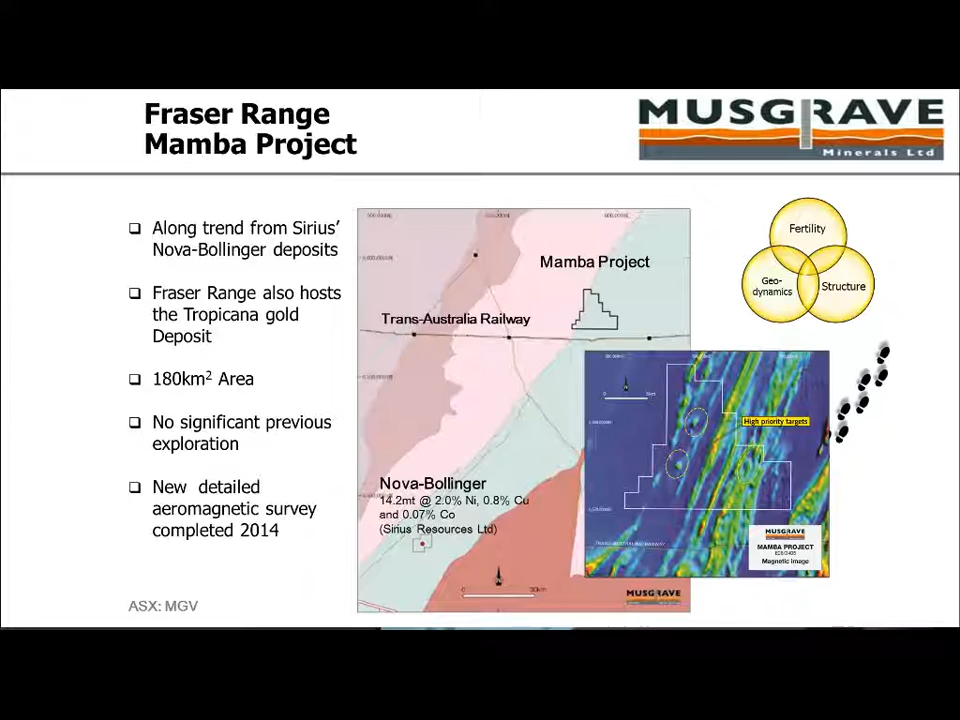 Fraser Range
Mamba Project
MUSGRAVE
Minerals Ltd
❑ Along trend from Sirius’
Nova-Bollinger deposits
❑ Fraser Range also hosts
the Tropicana gold
Deposit
❑ 180km² Area
❑ No significant previous
exploration
❑ New detailed
aeromagnetic survey
completed 2014
ASX: MGV
Mamba Project
Trans-Australia Railway
Nova-Bollinger
14.2mt @ 2.0% Ni, 0.8% Cu
and 0.07% Co
(Sirius Resources Ltd)
MUSGRAVE
Fertility
Geo-
dynamics
Structure
High priority targets
TRANS AUSTRALIAN RAILWAY
MUSGRAVE
MAMBA PROJECT
Magnetic Image